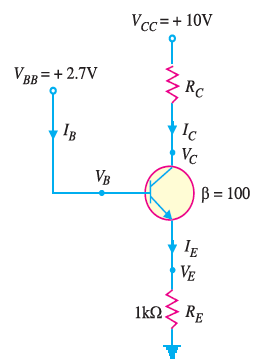 VCC = + 10V
VBB = + 2.7V
RC
IB
IC
VC
VB
β = 100
IE
VE
1kΩ RE